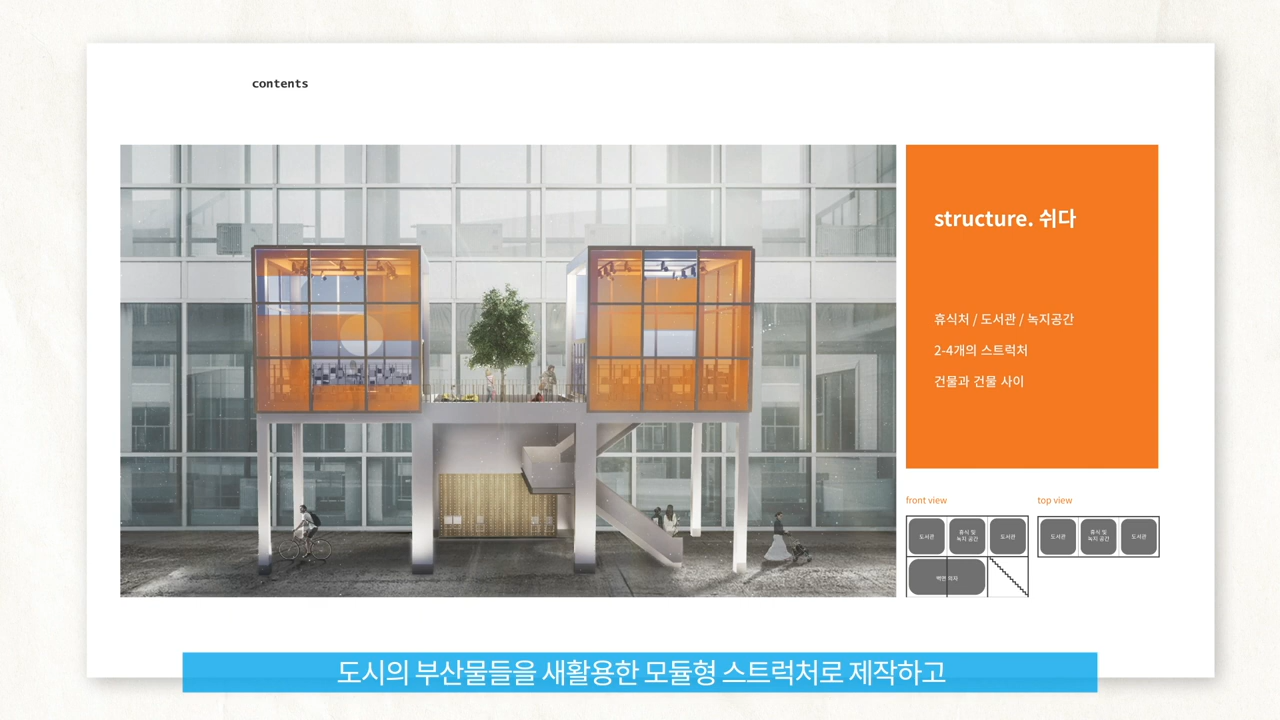 contents
structure. 쉬다
휴식처 / 도서관 / 녹지공간
2-4개의 스트럭처
건물과 건물 사이
front view
top view
도서관
휴식 및
녹지 공간
도서관
도서관
휴식 및
녹지 공간
도서관
벽면 의자
도시의 부산물들을 새활용한 모듈형 스트럭처로 제작하고